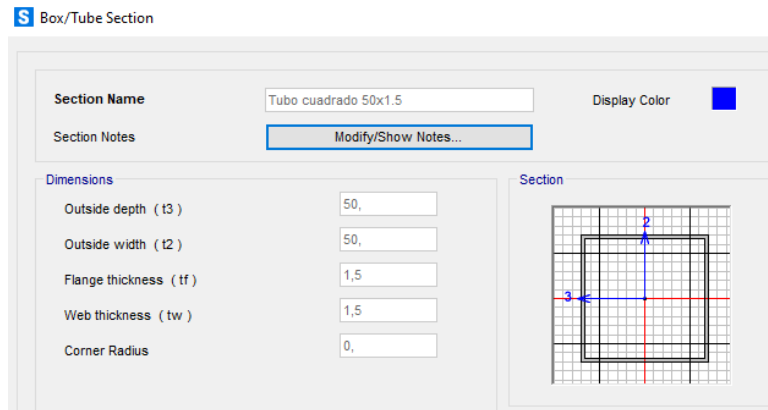 S Box/Tube Section
Section Name Tubo cuadrado 50x1.5 Display Color
Section Notes Modify/Show Notes...
Dimensions
Outside depth ( t3 ) 50,
Outside width ( t2 ) 50,
Flange thickness ( tf ) 1,5
Web thickness ( tw ) 1,5
Corner Radius 0,
Section
2
3